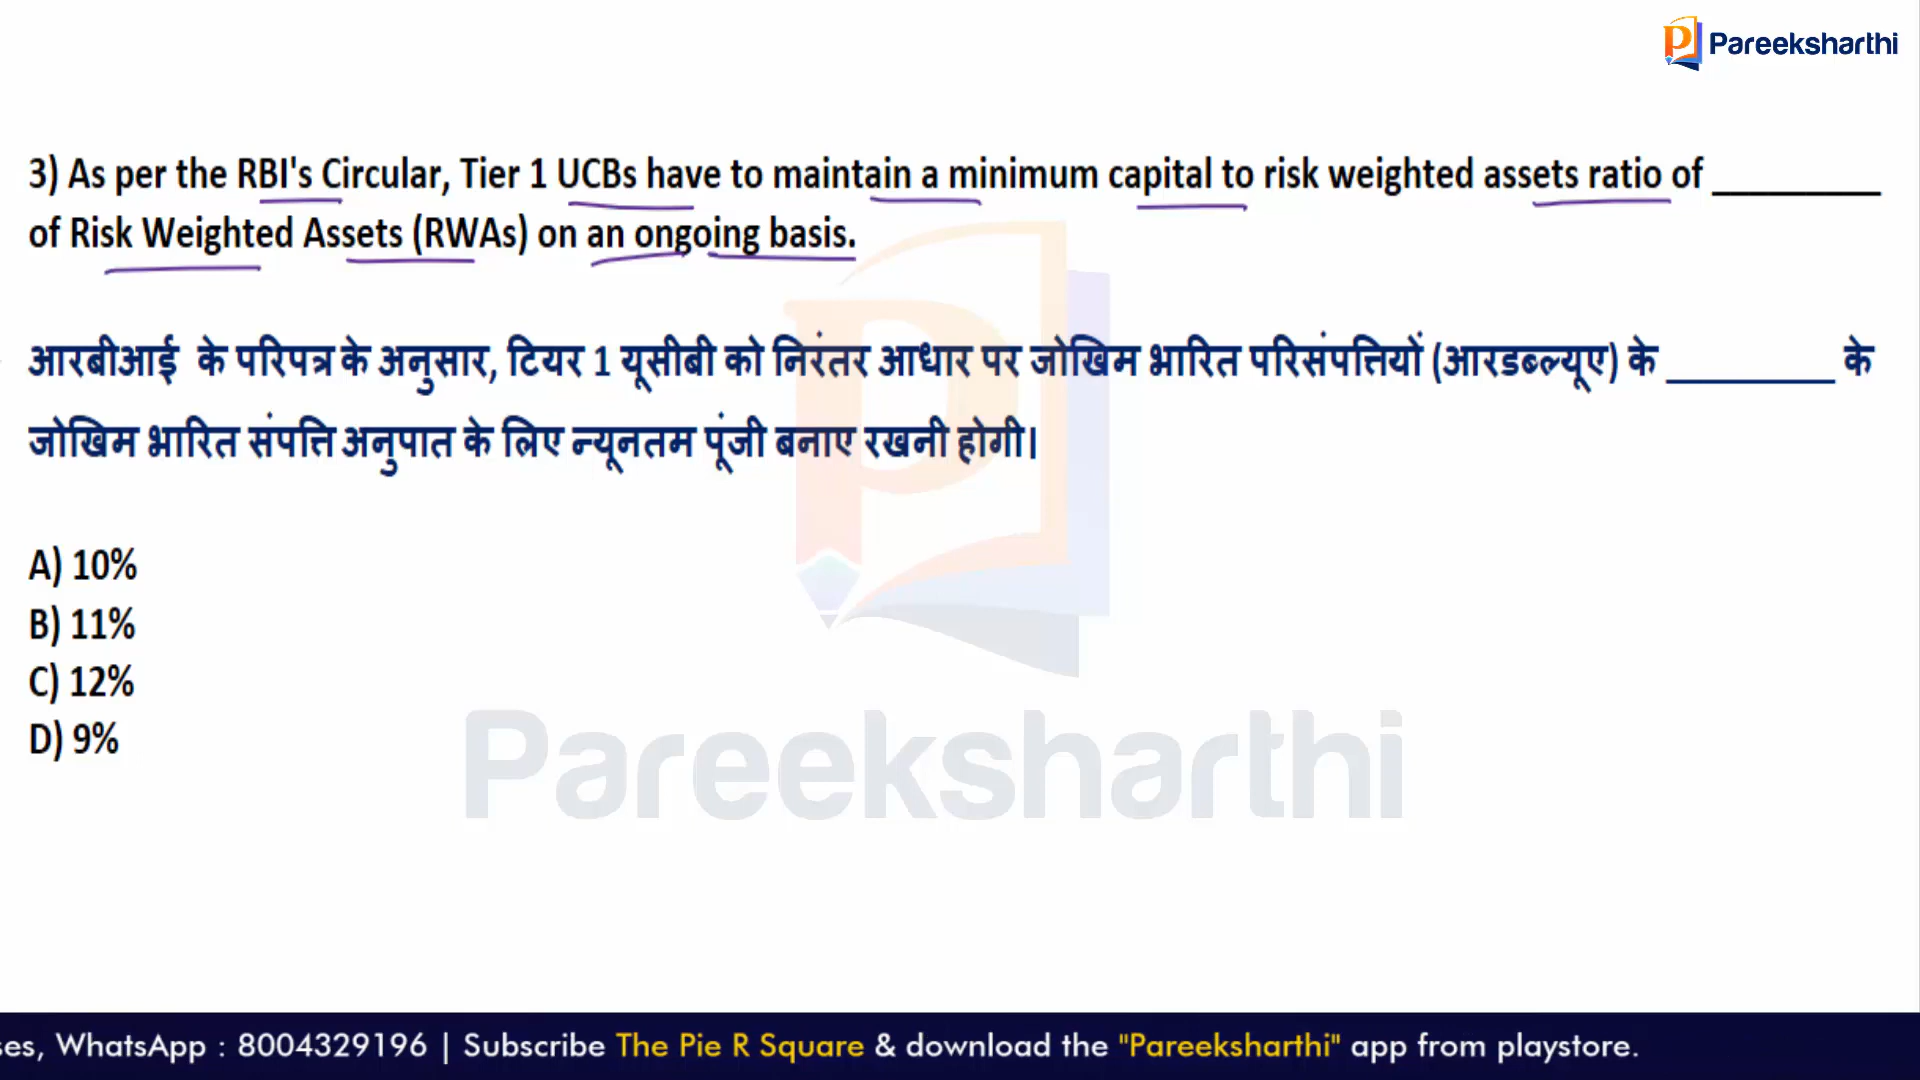 Pareeksharthi
3) As per the RBI's Circular, Tier 1 UCBs have to maintain a minimum capital to risk weighted assets ratio of _________
of Risk Weighted Assets (RWAs) on an ongoing basis.
आरबीआई के परिपत्र के अनुसार, टियर 1 यूसीबी को निरंतर आधार पर जोखिम भारित परिसंपत्तियों (आरडब्ल्यूए) के _________ के
जोखिम भारित संपत्ति अनुपात के लिए न्यूनतम पूंजी बनाए रखनी होगी।
A) 10%
B) 11%
C) 12%
D) 9%
Pareeksharthi
ses, WhatsApp : 8004329196 | Subscribe The Pie R Square & download the "Pareeksharthi" app from playstore.